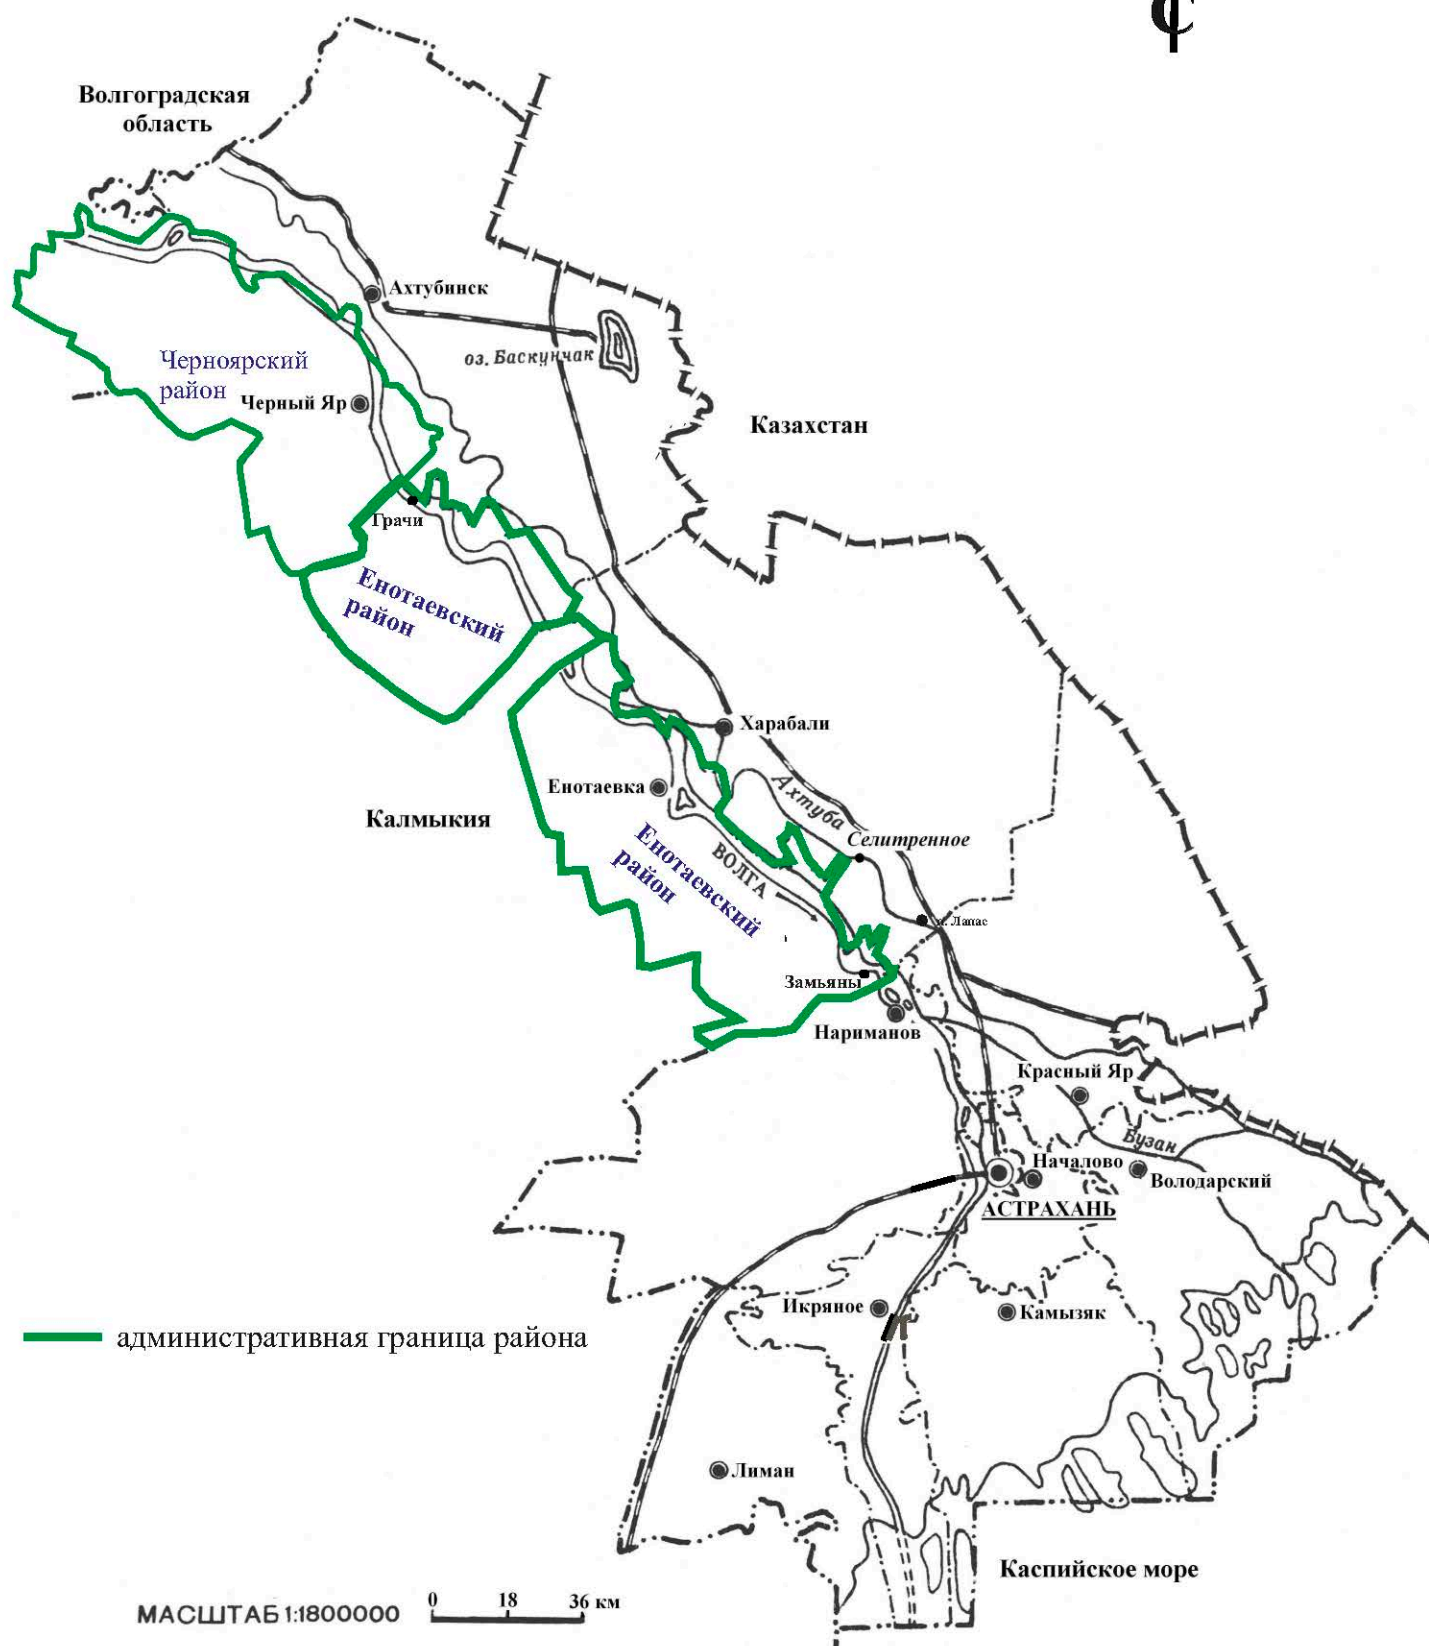 Волгоградская
область
Ахтубинск
оз. Баскунчак
Черноярский
район
Черный Яр
Казахстан
Грачи
Енотаевский
район
Харабали
Енотаевка
Ахтуба
Калмыкия
Селитренное
Енотаевский
район
ВОЛГА
Лапас
Замьяны
Нариманов
Красный Яр
Бузан
Началово
Володарский
АСТРАХАНЬ
Икряное
Камызяк
административная граница района
Лиман
Каспийское море
МАСШТАБ 1:1800000
0 18 36 км